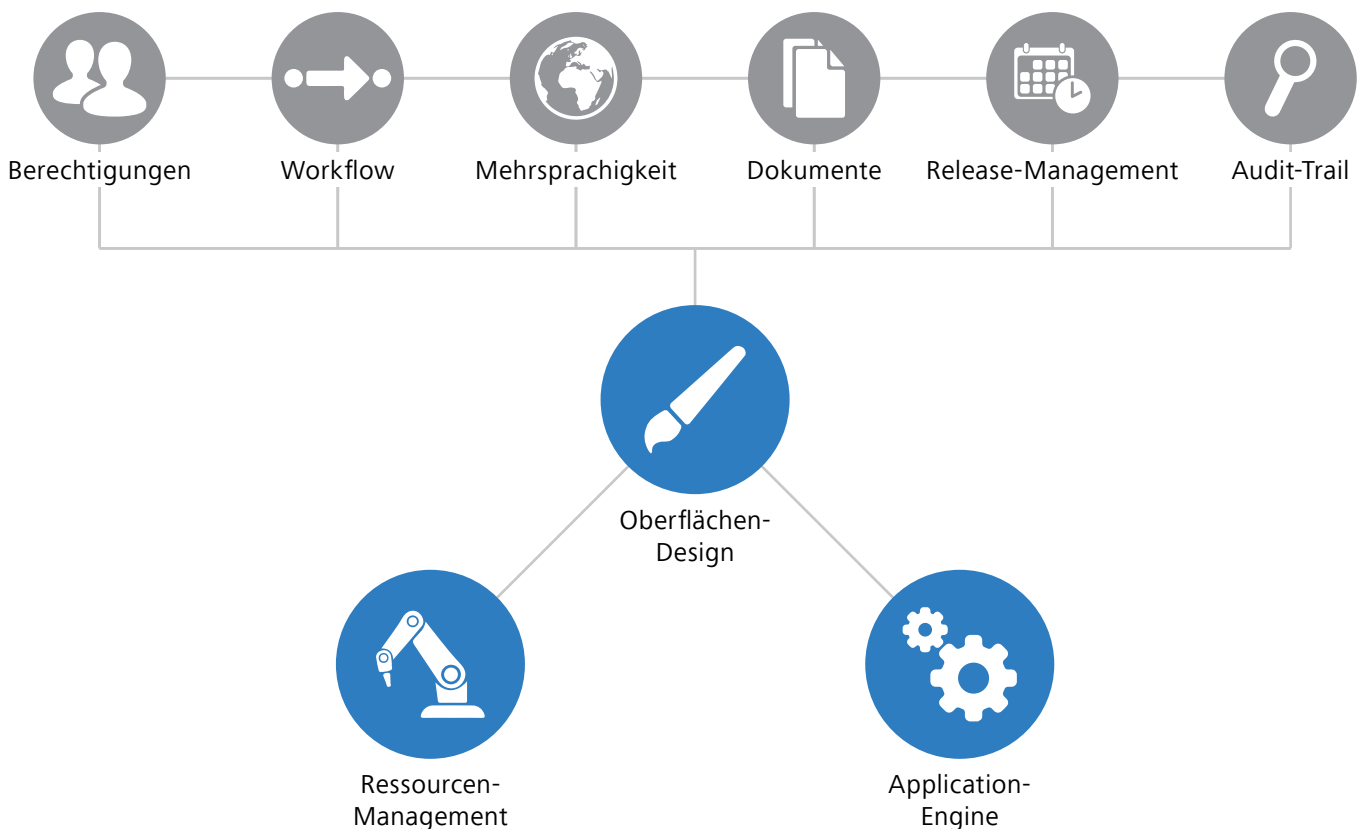 Berechtigungen
Workflow
Mehrsprachigkeit
Dokumente
Release-Management
Audit-Trail
Oberflächen-
Design
Ressourcen-
Management
Application-
Engine